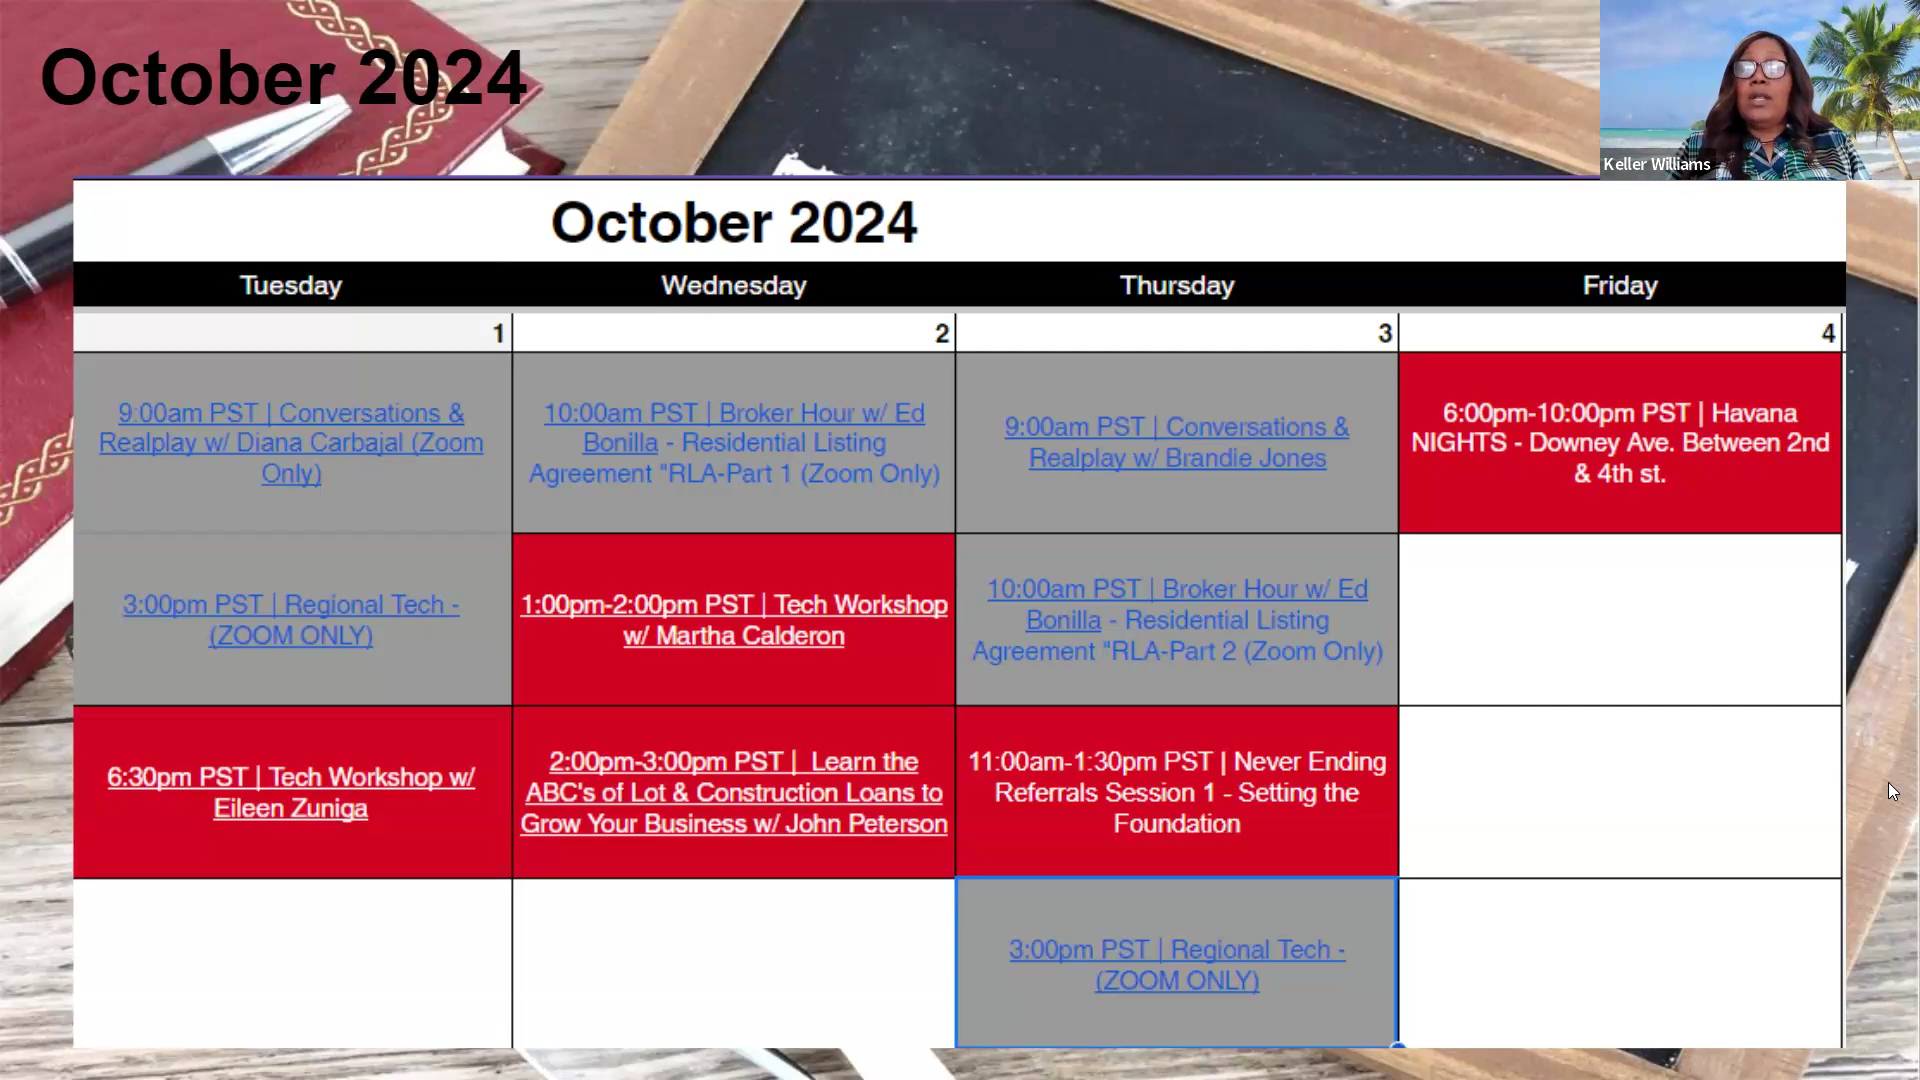 October 2024
Keller Williams
October 2024
Tuesday
Wednesday
Thursday
Friday
1
2
3
4
9:00am PST | Conversations &
Realplay w/ Diana Carbajal (Zoom
Only)
10:00am PST | Broker Hour w/ Ed
Bonilla - Residential Listing
Agreement "RLA-Part 1 (Zoom Only)
9:00am PST | Conversations &
Realplay w/ Brandie Jones
6:00pm-10:00pm PST | Havana
NIGHTS - Downey Ave. Between 2nd
& 4th st.
3:00pm PST | Regional Tech -
(ZOOM ONLY)
1:00pm-2:00pm PST | Tech Workshop
w/ Martha Calderon
10:00am PST | Broker Hour w/ Ed
Bonilla - Residential Listing
Agreement "RLA-Part 2 (Zoom Only)
6:30pm PST | Tech Workshop w/
Eileen Zuniga
2:00pm-3:00pm PST | Learn the
ABC's of Lot & Construction Loans to
Grow Your Business w/ John Peterson
11:00am-1:30pm PST | Never Ending
Referrals Session 1 - Setting the
Foundation
3:00pm PST | Regional Tech -
(ZOOM ONLY)